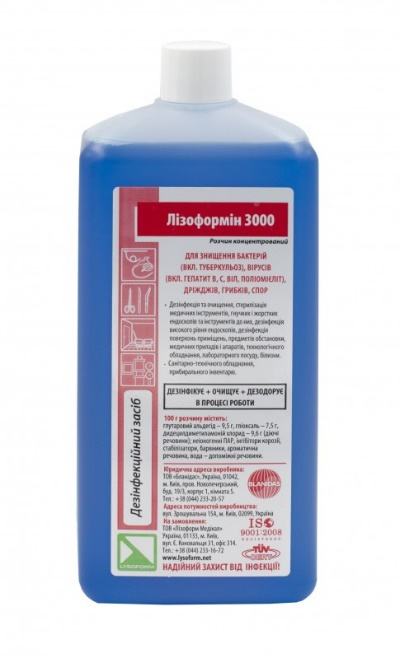 Лізоформін 3000
Розчин концентрований
ДЛЯ ЗНИЩЕННЯ БАКТЕРІЙ
(ВКЛ. ТУБЕРКУЛЬОЗ), ВІРУСІВ
(ВКЛ. ГЕПАТИТ В, С, ВІЛ, ПОЛІОМІЄЛІТ),
ДРІЖДЖІВ, ГРИБКІВ, СПОР
- Дезінфекція та очищення, стерилізація
медичних інструментів, гнучких і жорстких
ендоскопів та інструментів до них, дезінфекція
високого рівня ендоскопів, дезінфекція
поверхонь приміщень, предметів обстановки,
медичних приладів і апаратів, технологічного
обладнання, лабораторного посуду, білизни.
- Санітарно-технічного обладнання,
прибирального інвентарю.
ДЕЗІНФІКУЄ + ОЧИЩУЄ + ДЕЗОДОРУЄ
В ПРОЦЕСІ РОБОТИ
100 г розчину містить:
глутаровий альдегід – 9,5 г, гліоксаль – 7,5 г,
дидецилдиметиламоній хлорид – 9,6 г (діючі
речовини); неіоногенні ПАР, інгібітори корозії,
стабілізатори, барвники, ароматичні
речовина, вода – допоміжні речовини.
Юридична адреса виробника:
ТОВ «Бланідас», Україна, 01042,
м. Київ, пров. Новопечерський,
буд. 19/3, корпус 1, кімната 5.
Тел.: +38 (044) 233-20-57
Адреса потужностей виробництва:
вул. Зрошувальна 15А, м. Київ, 02099, Україна
На замовлення:
ТОВ «Лізоформ Медікал»
Україна, 01133, м. Київ,
вул. Є. Коновальця 31, офіс 314.
Тел.: +38 (044) 233-16-72
www.lysoform.net
НАДІЙНИЙ ЗАХИСТ ВІД ІНФЕКЦІЇ!
Дезінфекційний засіб
LYSOFORM
BLANIDAS
ISO
9001:2008
TÜV
CERT